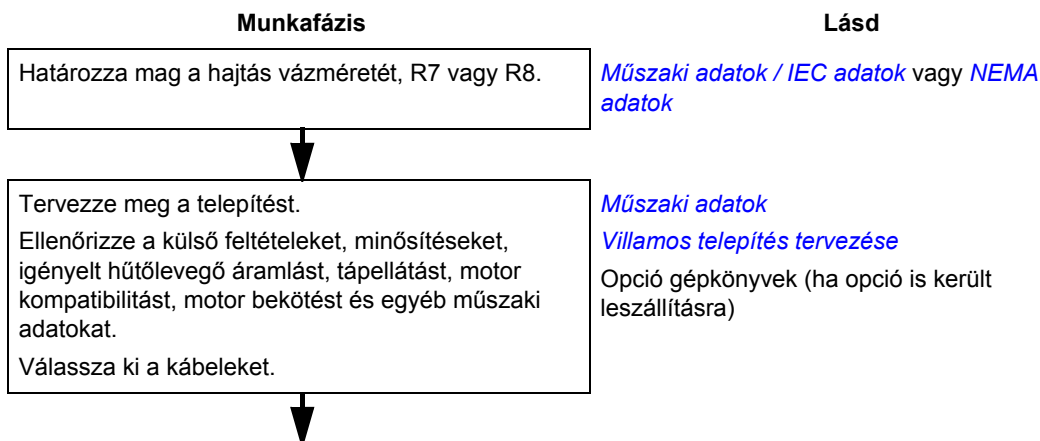 Munkafázis
Lásd
Határozza mag a hajtás vázméretét, R7 vagy R8.
Műszaki adatok / IEC adatok vagy NEMA
adatok
Tervezze meg a telepítést.
Ellenőrizze a külső feltételeket, minősítéseket,
igényelt hűtőlevegő áramlást, tápellátást, motor
kompatibilitást, motor bekötést és egyéb műszaki
adatokat.
Válassza ki a kábeleket.
Műszaki adatok
Villamos telepítés tervezése
Opció gépkönyvek (ha opció is került
leszállításra)